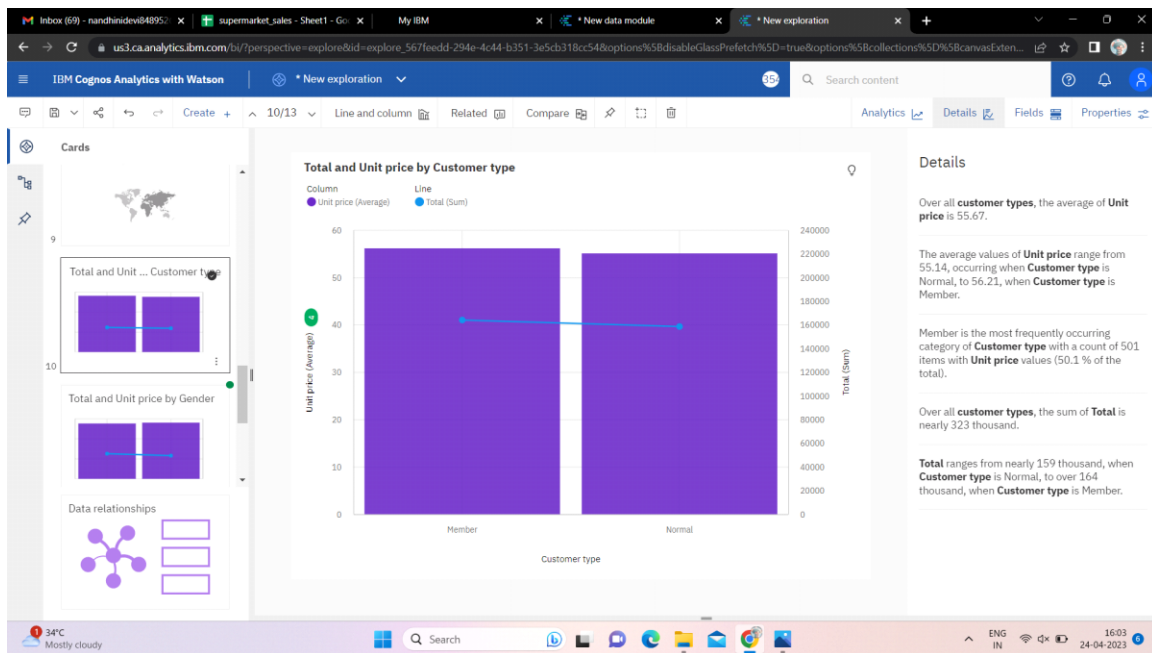 Inbox (69) - nandhinidevi848952
supermarket_sales - Sheet1 - Goo
My IBM
* New data module
* New exploration
us3.ca.analytics.ibm.com/bi/?perspective=explore&id=explore_567feedd-294e-4c44-b351-3e5cb318cc54&options%5BdisableGlassPrefetch%5D=true&options%5Bcollections%5D%5BcanvasExten...
IBM Cognos Analytics with Watson
* New exploration
354
Search content
Create +
10/13
Line and column
Related
Compare
Analytics
Details
Fields
Properties
Cards
9
Total and Unit ... Customer type
10
Total and Unit price by Gender
Data relationships
Total and Unit price by Customer type
Column
Line
Unit price (Average)
Total (Sum)
60
50
40
30
20
10
0
Unit price (Average)
240000
220000
200000
180000
160000
140000
120000
100000
80000
60000
40000
20000
0
Total (Sum)
Member
Normal
Customer type
Details
Over all customer types, the average of Unit
price is 55.67.
The average values of Unit price range from
55.14, occurring when Customer type is
Normal, to 56.21, when Customer type is
Member.
Member is the most frequently occurring
category of Customer type with a count of 501
items with Unit price values (50.1 % of the
total).
Over all customer types, the sum of Total is
nearly 323 thousand.
Total ranges from nearly 159 thousand, when
Customer type is Normal, to over 164
thousand, when Customer type is Member.
1
34°C
Mostly cloudy
Search
ENG
IN
16:03
24-04-2023
6